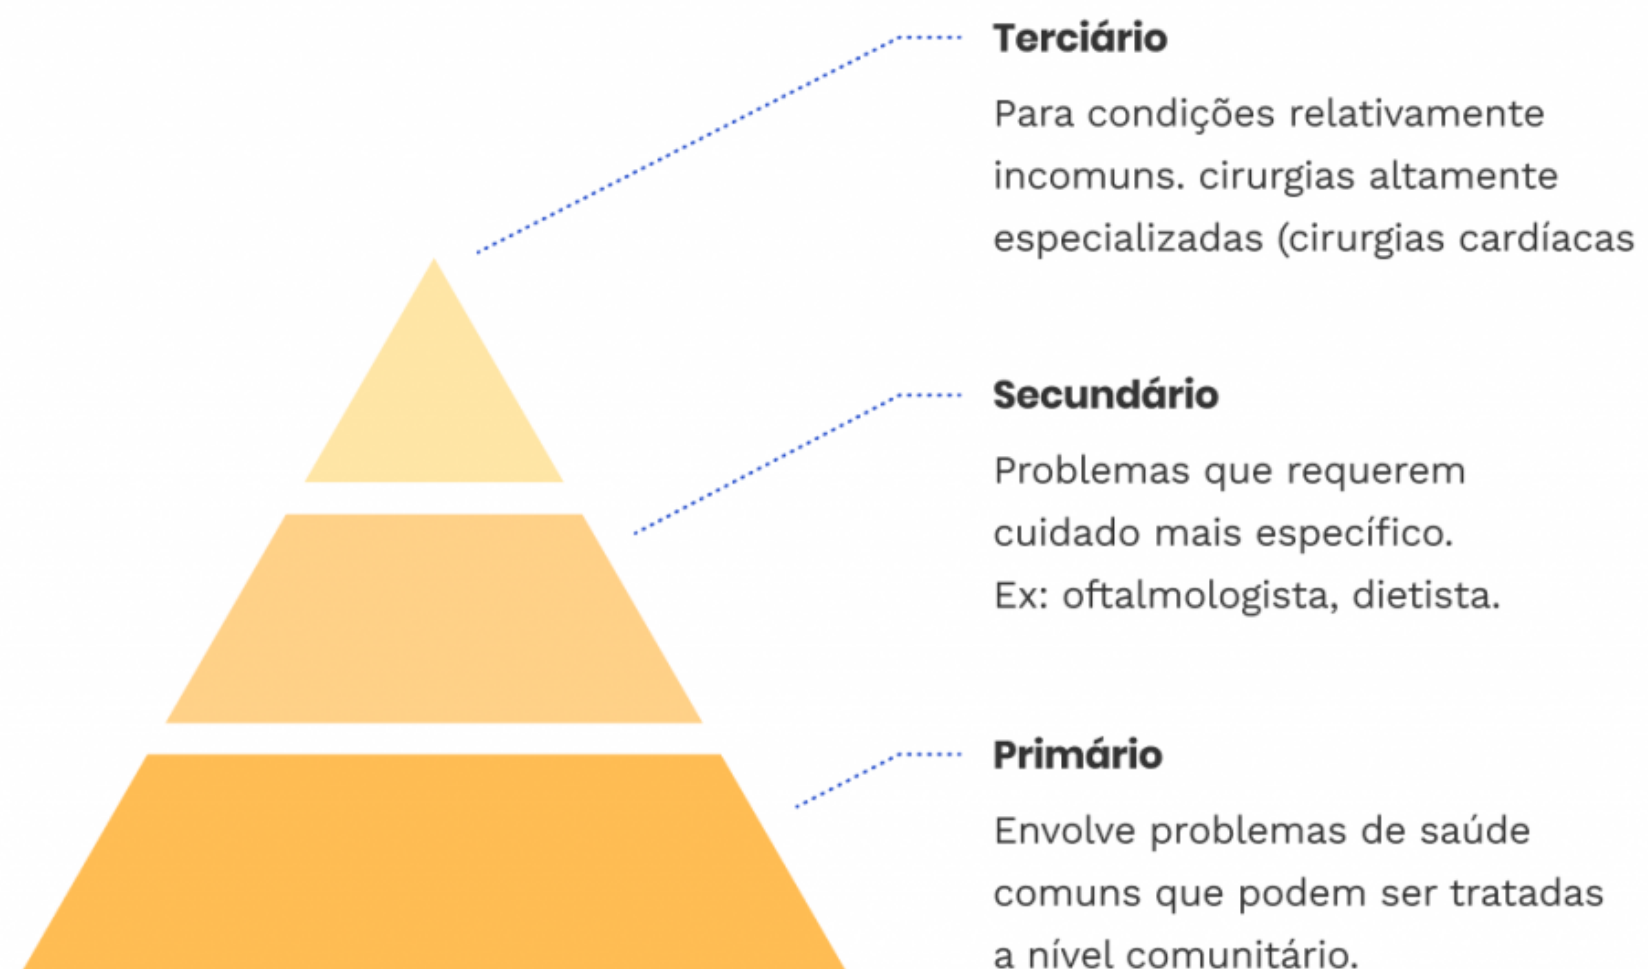 Terciário
Para condições relativamente
incomuns. cirurgias altamente
especializadas (cirurgias cardíacas
Secundário
Problemas que requerem
cuidado mais específico.
Ex: oftalmologista, dietista.
Primário
Envolve problemas de saúde
comuns que podem ser tratadas
a nível comunitário.